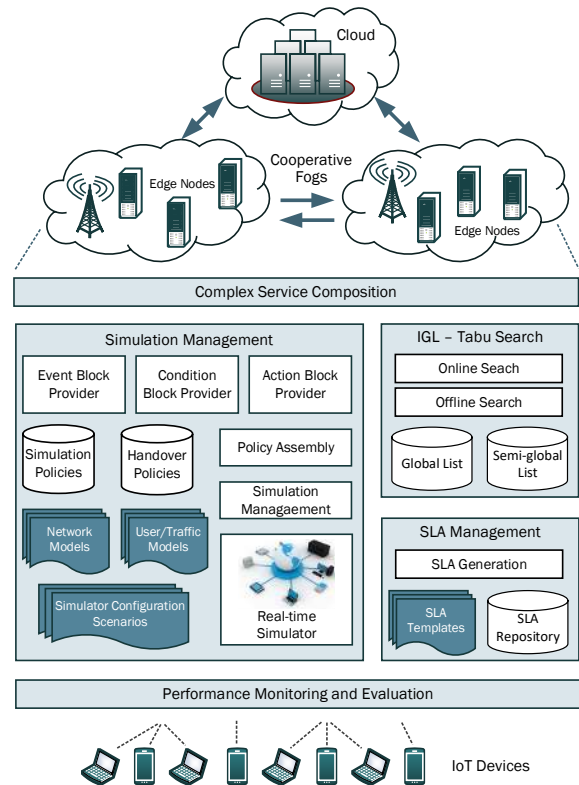 Cloud
Cooperative
Fogs
Edge Nodes
Edge Nodes
Complex Service Composition
Simulation Management
Event Block
Provider
Condition
Block Provider
Action Block
Provider
Simulation
Policies
Handover
Policies
Policy Assembly
Simulation
Managaement
Network
Models
User/Traffic
Models
Simulator Configuration
Scenarios
Real-time
Simulator
IGL – Tabu Search
Online Seach
Offline Search
Global List
Semi-global
List
SLA Management
SLA Generation
SLA
Templates
SLA
Repository
Performance Monitoring and Evaluation
IoT Devices